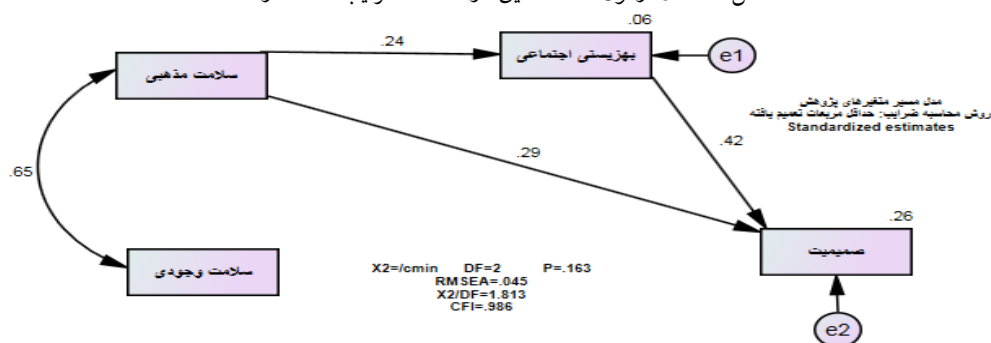 .06
.24
بهزیستی اجتماعی
e1
سلامت مذهبی
مدل مسیر متغیرهای پژوهش
روش محاسبه ضرایب: حداقل مربعات تعمیم یافته
Standardized estimates
.42
.29
.65
.26
صمیمیت
سلامت وجودی
X2=/cmin DF=2 P=.163
RMSEA=.045
X2/DF=1.813
CFI=.986
e2